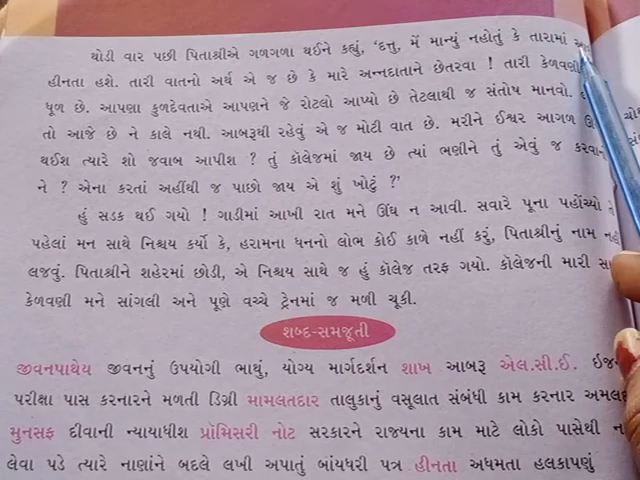 થોડી વાર પછી પિતાશ્રીએ ગળગળા થઈને કહ્યું, ‘દત્તુ, મેં માન્યું નહોતું કે તારામાં
હીનતા હશે. તારી વાતનો અર્થ એ જ છે કે મારે અન્નદાતાને છેતરવા ! તારી કેળવણી
ધૂળ છે. આપણા કુળદેવતાએ આપણને જે રોટલો આપ્યો છે તેટલાથી જ સંતોષ માનવો.
તો આજે છે ને કાલે નથી. આબરૂથી રહેવું એ જ મોટી વાત છે. મરીને ઈશ્વર આગળ
થઈશ ત્યારે શો જવાબ આપીશ ? તું કૉલેજમાં જાય છે ત્યાં ભણીને તું એવું જ કરવાનો
ને ? એના કરતાં અહીંથી જ પાછો જાય એ શું ખોટું ?’
હું સડક થઈ ગયો ! ગાડીમાં આખી રાત મને ઊંઘ ન આવી. સવારે પૂના પહોંચ્યો તે
પહેલાં મન સાથે નિશ્ચય કર્યો કે, હરામના ધનનો લોભ કોઈ કાળે નહીં કરું, પિતાશ્રીનું નામ નહીં
લજવું. પિતાશ્રીને શહેરમાં છોડી, એ નિશ્ચય સાથે જ હું કૉલેજ તરફ ગયો. કૉલેજની મારી
કેળવણી મને સાંગલી અને પૂણે વચ્ચે ટ્રેનમાં જ મળી ચૂકી.
શબ્દ-સમજૂતી
જીવનપાથેય જીવનનું ઉપયોગી ભાથું, યોગ્ય માર્ગદર્શન શાખ આબરૂ એલ.સી.ઈ.
પરીક્ષા પાસ કરનારને મળતી ડિગ્રી મામલતદાર તાલુકાનું વસૂલાત સંબંધી કામ કરનાર
મુનસફ દીવાની ન્યાયાધીશ પ્રૉમિસરી નોટ સરકારને રાજ્યના કામ માટે લોકો પાસેથી
લેવા પડે ત્યારે નાણાંને બદલે લખી અપાતું બાંયધરી પત્ર હીનતા અધમતા હલકાપણું